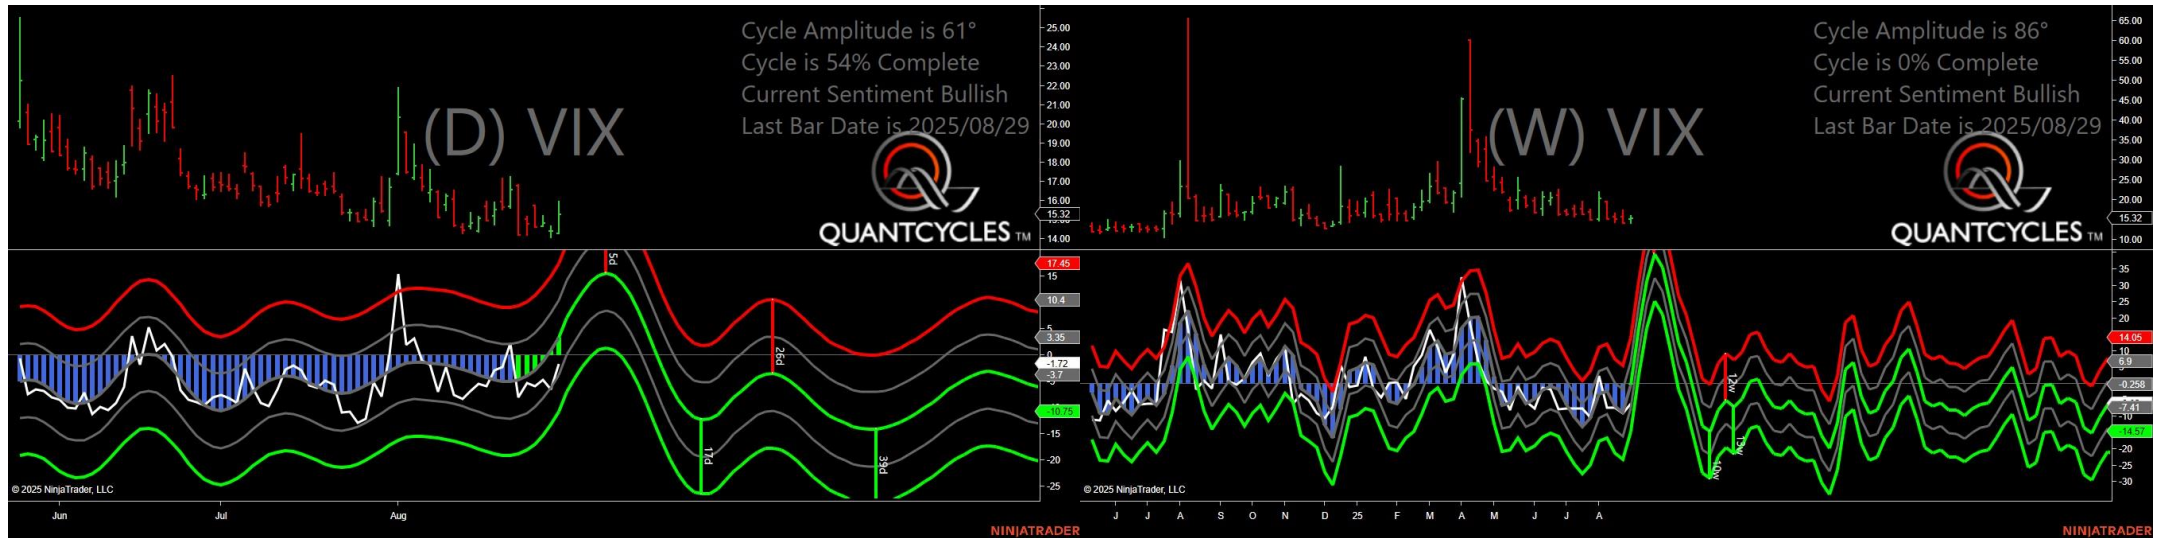 Cycle Amplitude is 61°
Cycle is 54% Complete
Current Sentiment Bullish
Last Bar Date is 2025/08/29
(D) VIX
QUANTCYCLES TM
25.00
24.00
23.00
22.00
21.00
20.00
19.00
18.00
17.00
16.00
15.32
14.00
5d
17d
26d
39d
17.45
15
10.4
5
3.35
0
-1.72
-3.7
-10.75
-15
-20
-25
© 2025 NinjaTrader, LLC
Jun
Jul
Aug
NINJATRADER
Cycle Amplitude is 86°
Cycle is 0% Complete
Current Sentiment Bullish
Last Bar Date is 2025/08/29
(W) VIX
QUANTCYCLES TM
65.00
60.00
55.00
50.00
45.00
40.00
35.00
30.00
25.00
20.00
15.32
10.00
10w
12w
13w
35
30
25
20
14.05
10
6.9
-0.258
-7.41
-10
-14.57
-20
-25
-30
© 2025 NinjaTrader, LLC
J J A S O N D 25 F M A M J J A
NINJATRADER